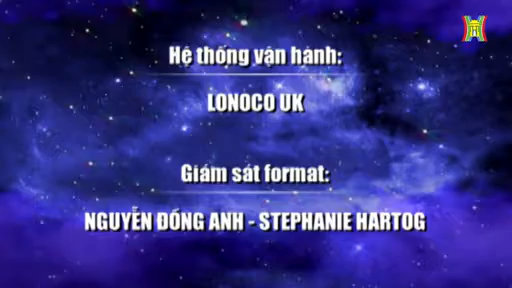 Hệ thống vận hành:
LONOCO UK
Giám sát format:
NGUYỄN ĐỒNG ANH - STEPHANIE HARTOG